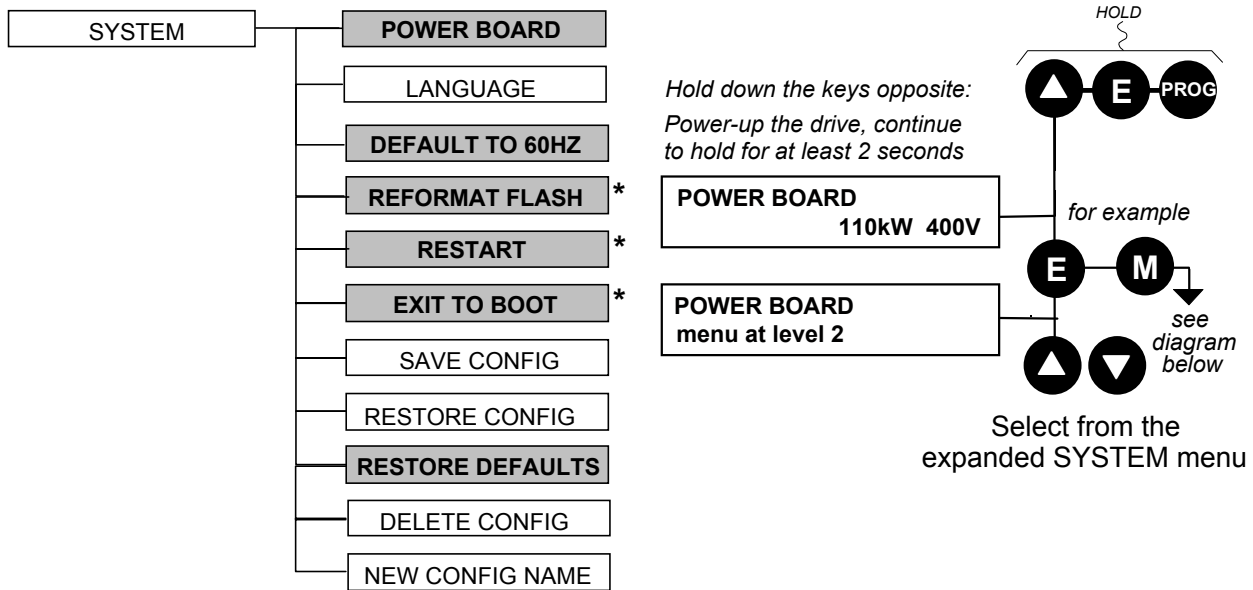 SYSTEM
POWER BOARD
LANGUAGE
DEFAULT TO 60HZ
REFORMAT FLASH *
RESTART *
EXIT TO BOOT *
SAVE CONFIG
RESTORE CONFIG
RESTORE DEFAULTS
DELETE CONFIG
NEW CONFIG NAME
HOLD
E
PROG
Hold down the keys opposite:
Power-up the drive, continue
to hold for at least 2 seconds
POWER BOARD
110kW 400V
for example
E
M
POWER BOARD
menu at level 2
see
diagram
below
Select from the
expanded SYSTEM menu